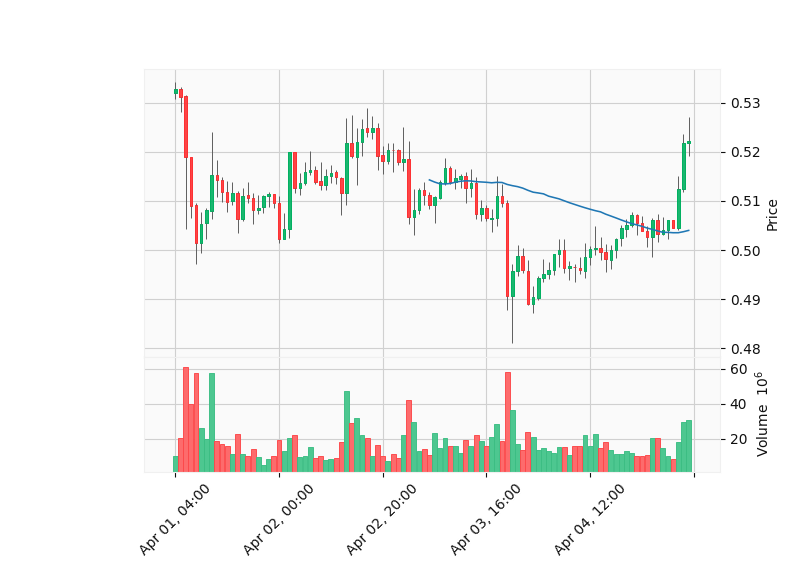 0.53
0.52
0.51
0.50
0.49
0.48
Price
60
40
20
Volume 10^6
Apr 01, 04:00
Apr 02, 00:00
Apr 02, 20:00
Apr 03, 16:00
Apr 04, 12:00